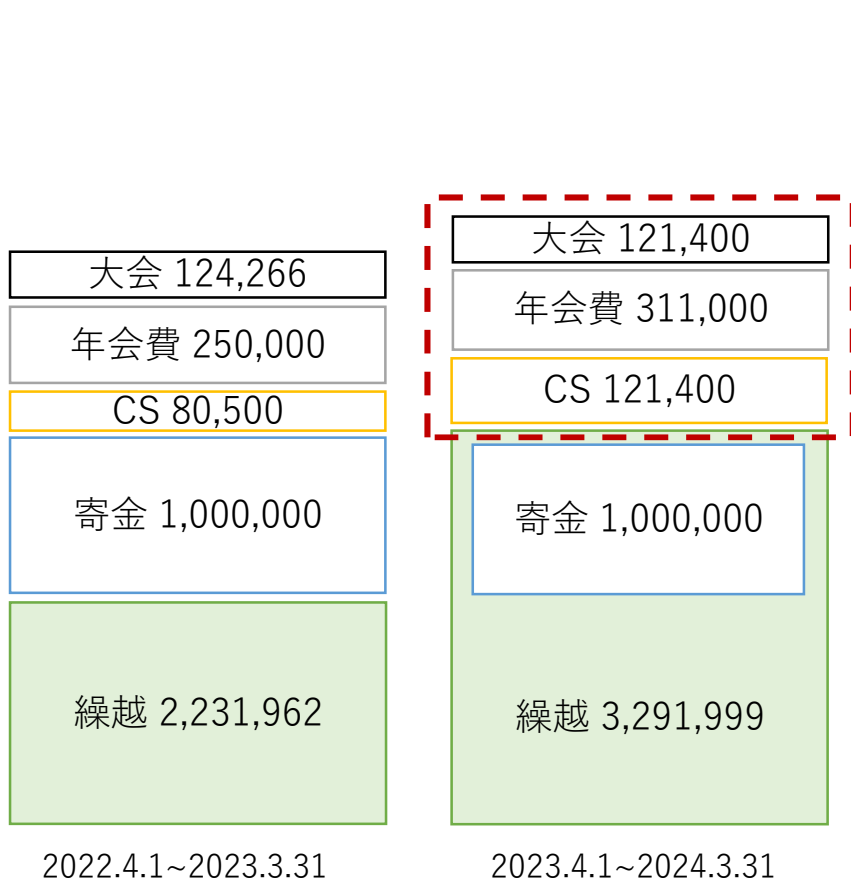 大会 124,266
年会費 250,000
CS 80,500
寄金 1,000,000
繰越 2,231,962
2022.4.1~2023.3.31
大会 121,400
年会費 311,000
CS 121,400
寄金 1,000,000
繰越 3,291,999
2023.4.1~2024.3.31